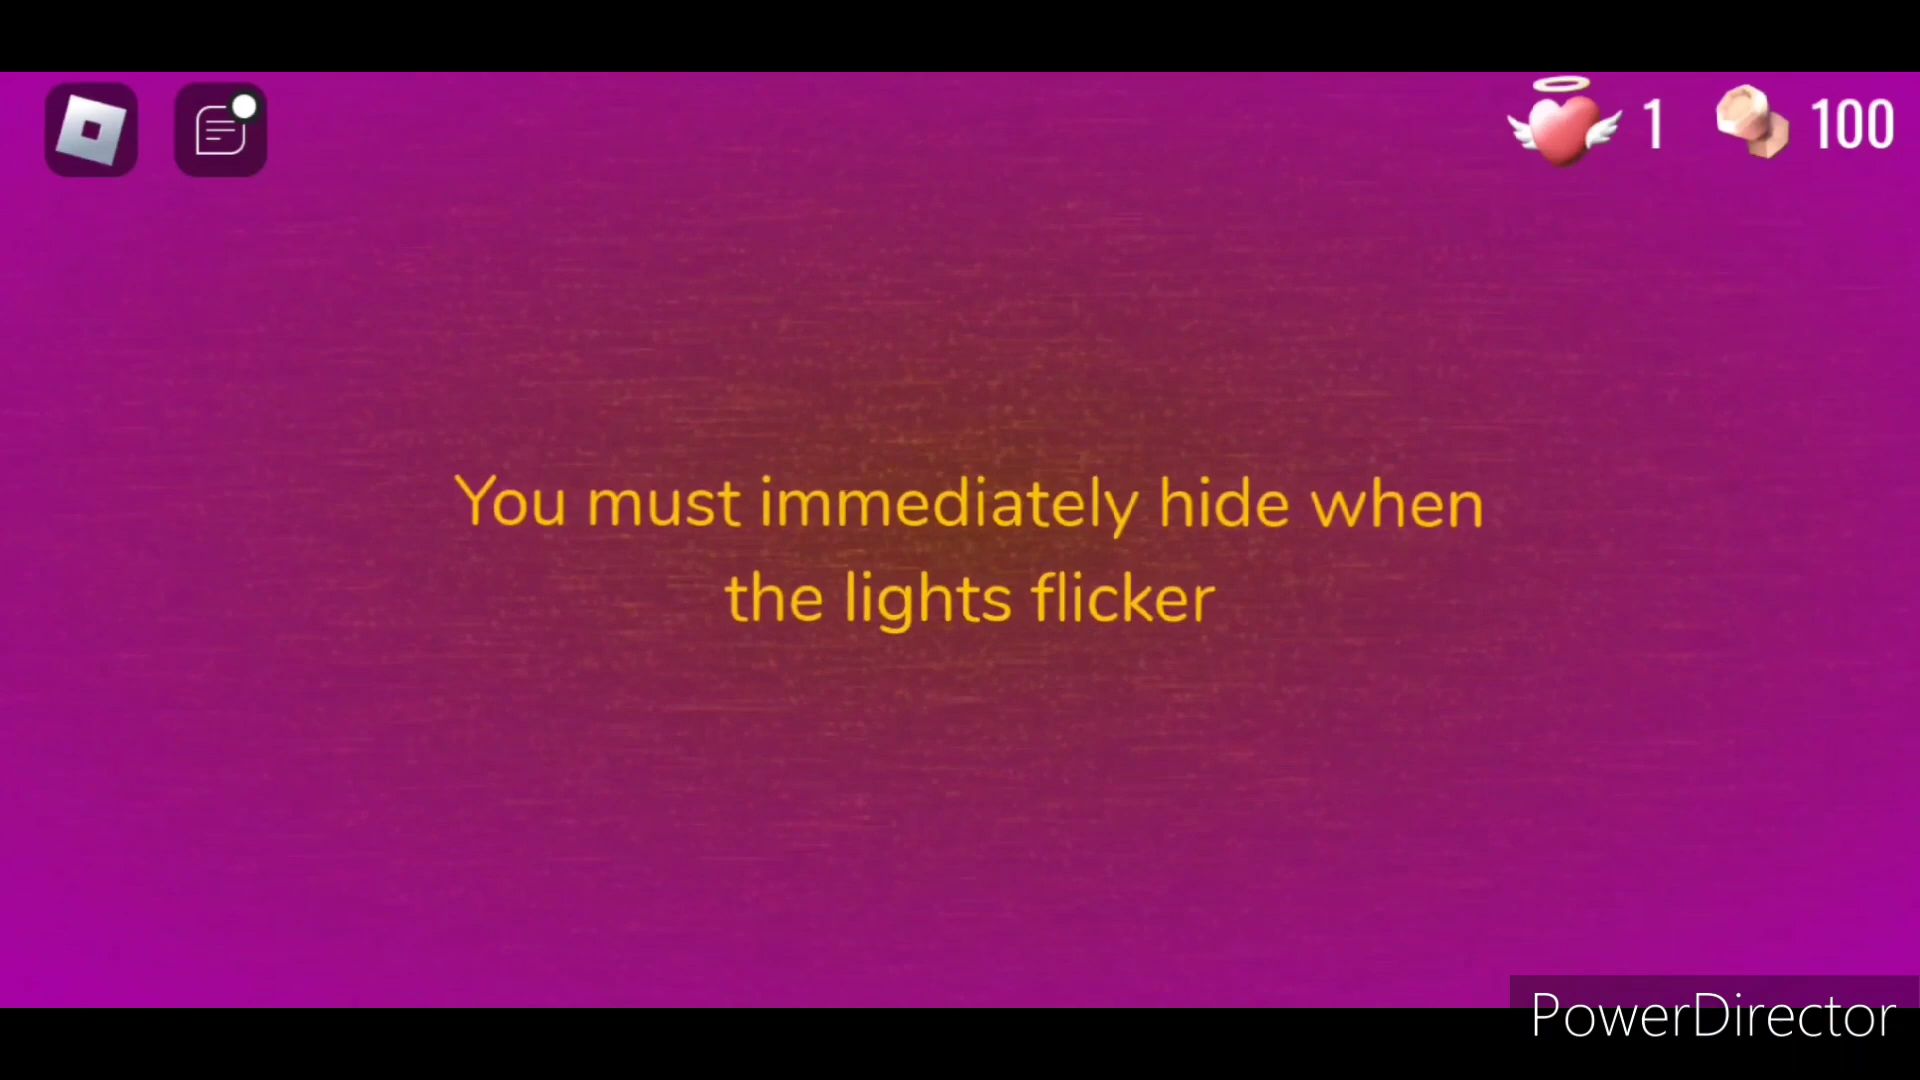 1
100
You must immediately hide when
the lights flicker
PowerDirector